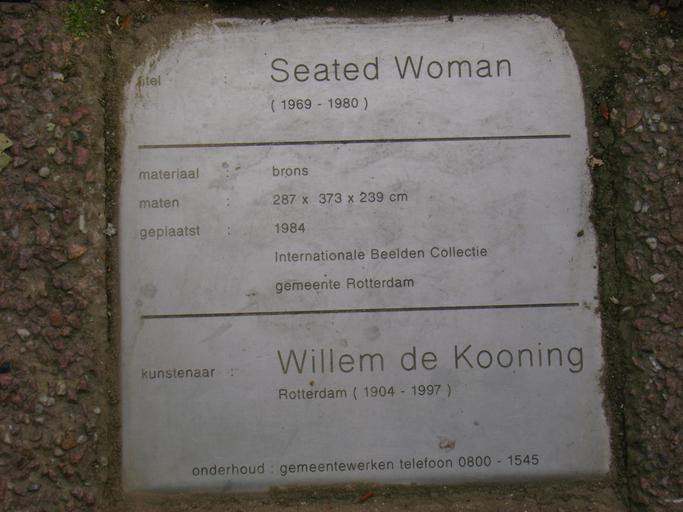 titel : Seated Woman
( 1969 - 1980 )
materiaal : brons
maten : 287 x 373 x 239 cm
geplaatst : 1984
Internationale Beelden Collectie
gemeente Rotterdam
kunstenaar : Willem de Kooning
Rotterdam ( 1904 - 1997 )
onderhoud : gemeentewerken telefoon 0800 - 1545